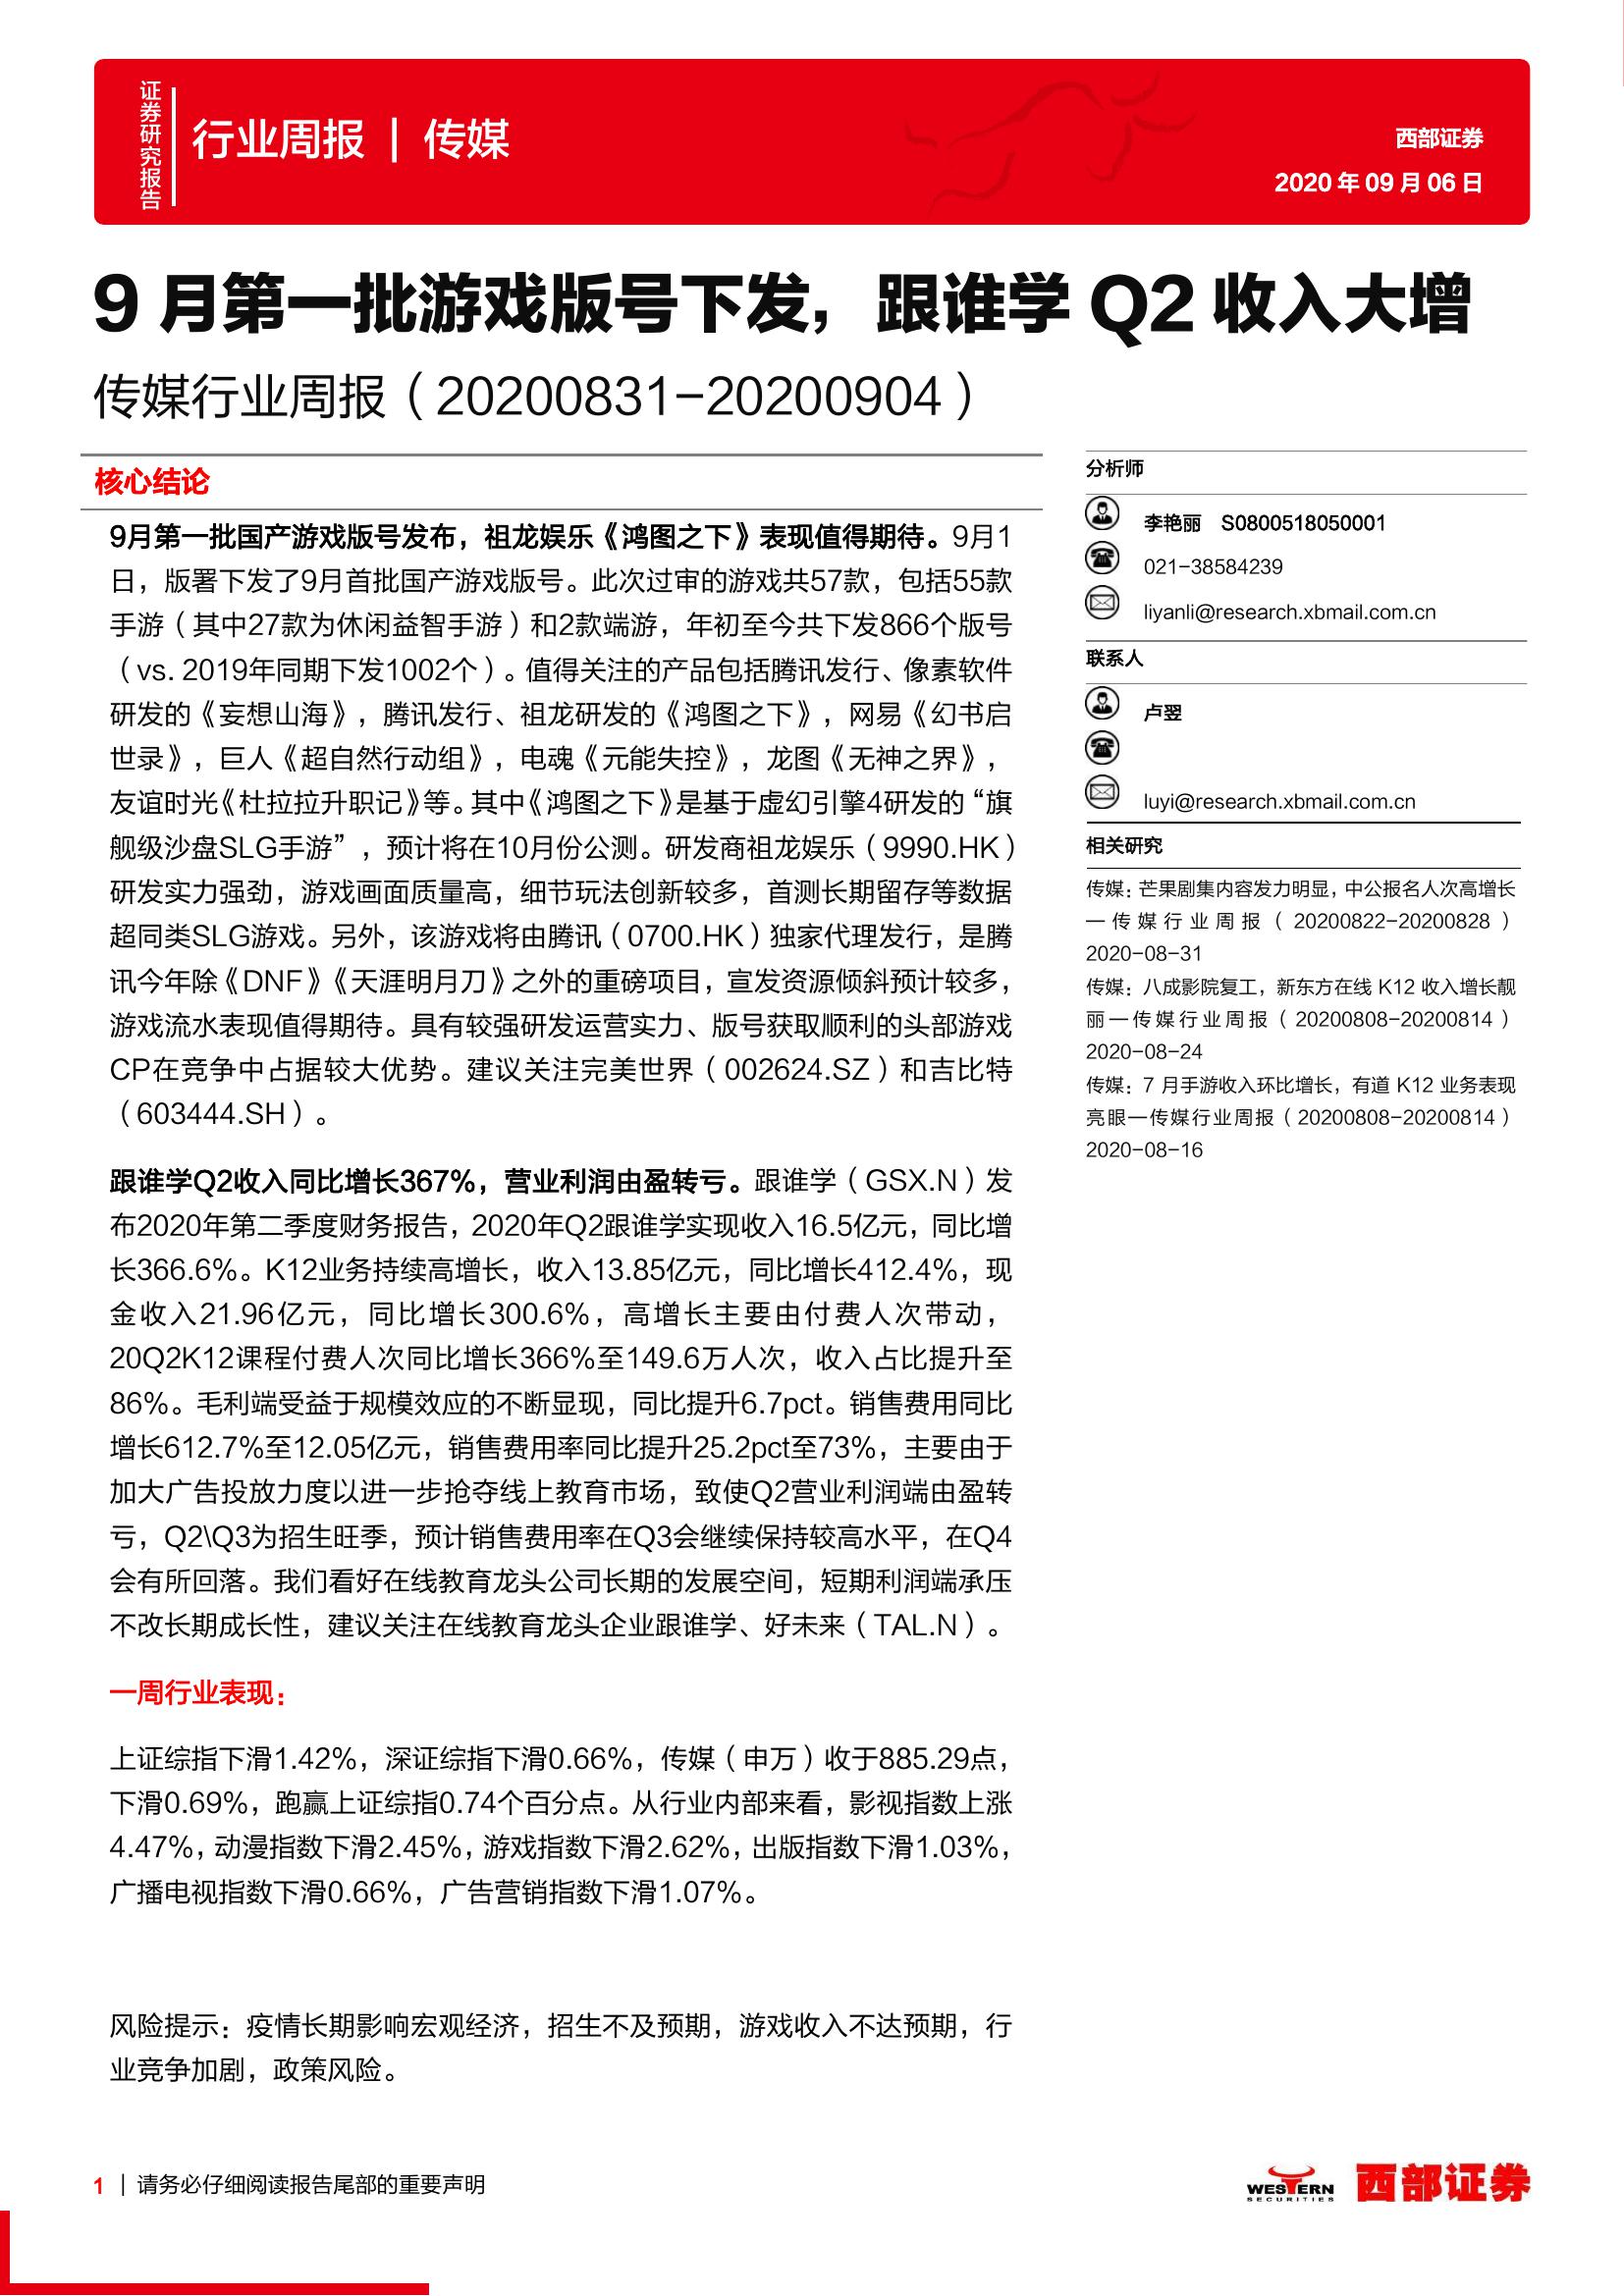 证券研究报告
行业周报 | 传媒
西部证券
2020 年 09 月 06 日
9 月第一批游戏版号下发，跟谁学 Q2 收入大增
传媒行业周报（20200831-20200904）
核心结论
9月第一批国产游戏版号发布，祖龙娱乐《鸿图之下》表现值得期待。9月1
日，版署下发了9月首批国产游戏版号。此次过审的游戏共57款，包括55款
手游（其中27款为休闲益智手游）和2款端游，年初至今共下发866个版号
（vs. 2019年同期下发1002个）。值得关注的产品包括腾讯发行、像素软件
研发的《妄想山海》，腾讯发行、祖龙研发的《鸿图之下》，网易《幻书启
世录》，巨人《超自然行动组》，电魂《元能失控》，龙图《无神之界》，
友谊时光《杜拉拉升职记》等。其中《鸿图之下》是基于虚幻引擎4研发的“旗
舰级沙盘SLG手游”，预计将在10月份公测。研发商祖龙娱乐（9990.HK）
研发实力强劲，游戏画面质量高，细节玩法创新较多，首测长期留存等数据
超同类SLG游戏。另外，该游戏将由腾讯（0700.HK）独家代理发行，是腾
讯今年除《DNF》《天涯明月刀》之外的重磅项目，宣发资源倾斜预计较多，
游戏流水表现值得期待。具有较强研发运营实力、版号获取顺利的头部游戏
CP在竞争中占据较大优势。建议关注完美世界（002624.SZ）和吉比特
（603444.SH）。
跟谁学Q2收入同比增长367%，营业利润由盈转亏。跟谁学（GSX.N）发
布2020年第二季度财务报告，2020年Q2跟谁学实现收入16.5亿元，同比增
长366.6%。K12业务持续高增长，收入13.85亿元，同比增长412.4%，现
金收入21.96亿元，同比增长300.6%，高增长主要由付费人次带动，
20Q2K12课程付费人次同比增长366%至149.6万人次，收入占比提升至
86%。毛利端受益于规模效应的不断显现，同比提升6.7pct。销售费用同比
增长612.7%至12.05亿元，销售费用率同比提升25.2pct至73%，主要由于
加大广告投放力度以进一步抢夺线上教育市场，致使Q2营业利润端由盈转
亏，Q2\Q3为招生旺季，预计销售费用率在Q3会继续保持较高水平，在Q4
会有所回落。我们看好在线教育龙头公司长期的发展空间，短期利润端承压
不改长期成长性，建议关注在线教育龙头企业跟谁学、好未来（TAL.N）。
一周行业表现：
上证综指下滑1.42%，深证综指下滑0.66%，传媒（申万）收于885.29点，
下滑0.69%，跑赢上证综指0.74个百分点。从行业内部来看，影视指数上涨
4.47%，动漫指数下滑2.45%，游戏指数下滑2.62%，出版指数下滑1.03%，
广播电视指数下滑0.66%，广告营销指数下滑1.07%。
风险提示：疫情长期影响宏观经济，招生不及预期，游戏收入不达预期，行
业竞争加剧，政策风险。
分析师
李艳丽 S0800518050001
021-38584239
liyanli@research.xbmail.com.cn
联系人
卢翌
luyi@research.xbmail.com.cn
相关研究
传媒：芒果剧集内容发力明显，中公报名人次高增长
—传媒行业周报（20200822-20200828）
2020-08-31
传媒：八成影院复工，新东方在线 K12 收入增长靓
丽—传媒行业周报（20200808-20200814）
2020-08-24
传媒：7 月手游收入环比增长，有道 K12 业务表现
亮眼—传媒行业周报（20200808-20200814）
2020-08-16
1 | 请务必仔细阅读报告尾部的重要声明
WESTERN
SECURITIES
西部证券